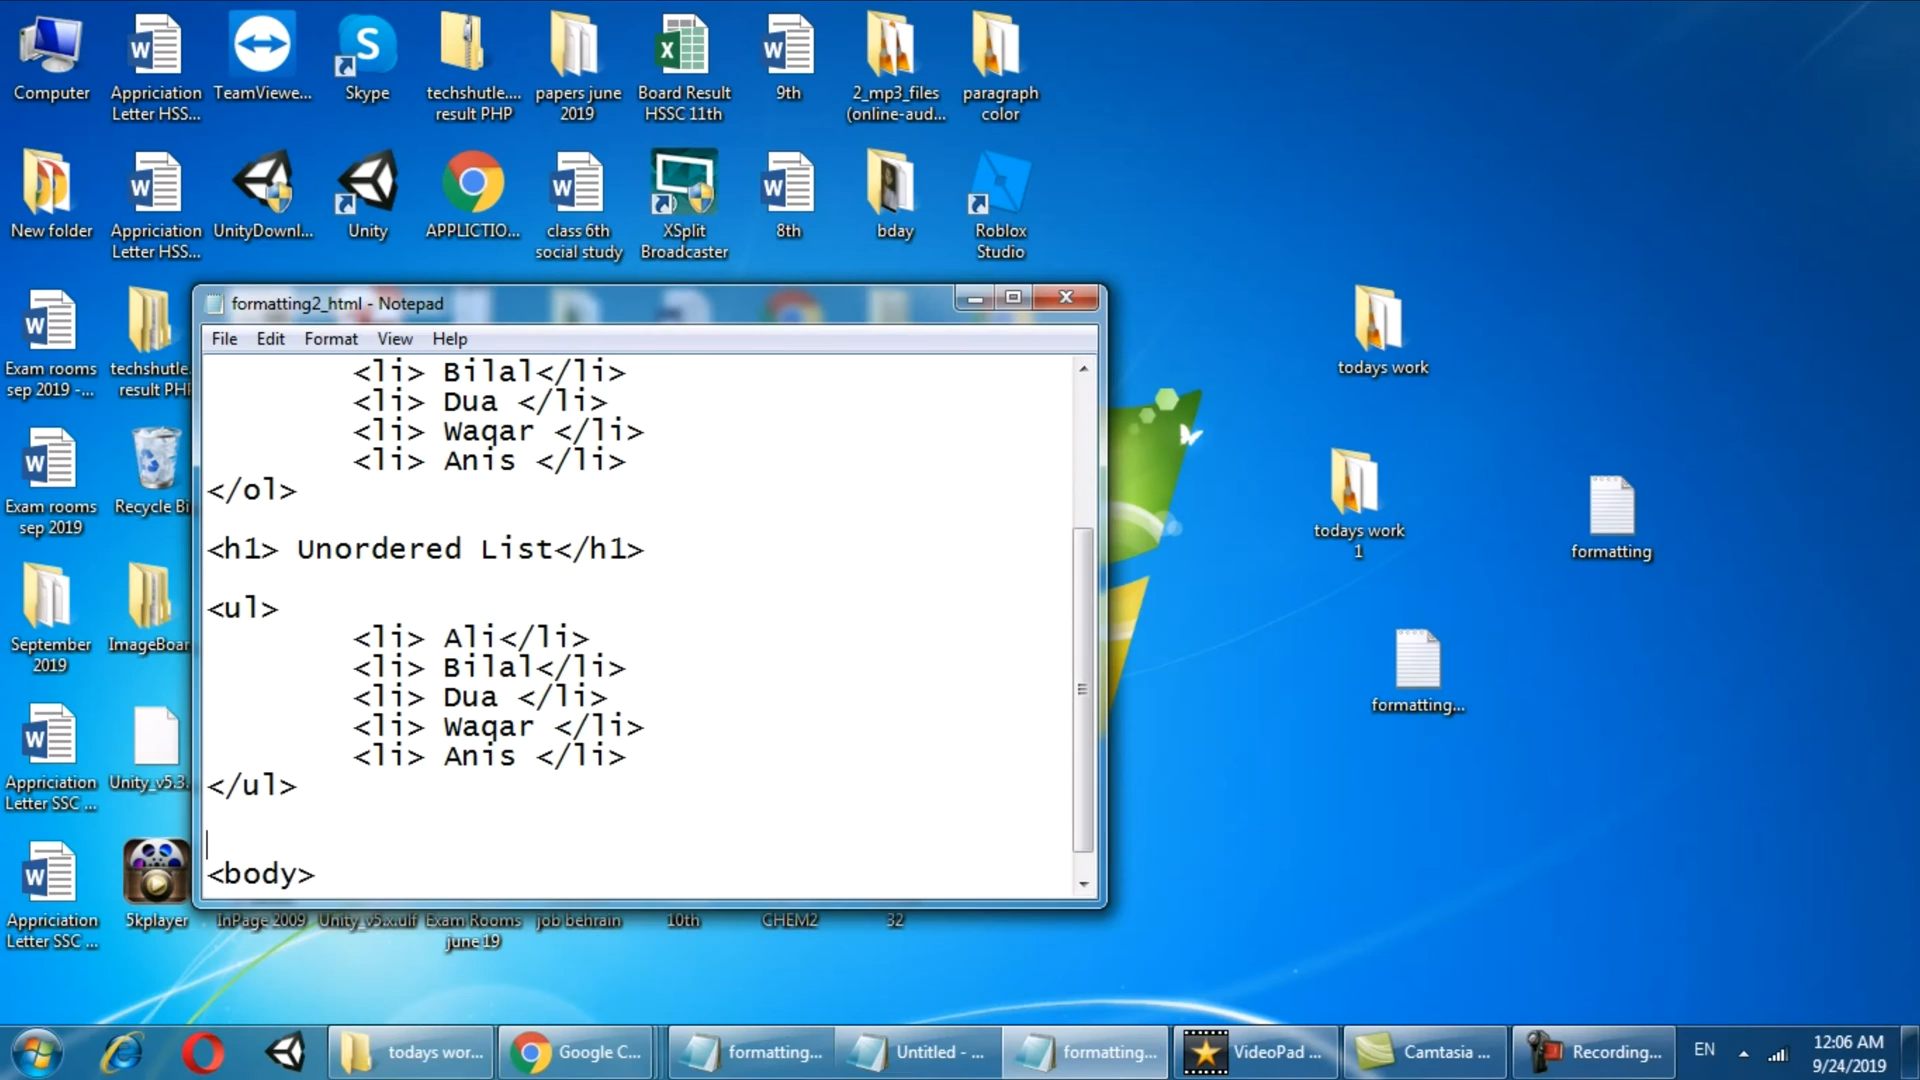 Computer
Appriciation
Letter HSS...
TeamViewe...
Skype
techshutle....
result PHP
papers june
2019
Board Result
HSSC 11th
9th
2_mp3_files
(online-aud...
paragraph
color
New folder
Appriciation
Letter HSS...
UnityDownl...
Unity
APPLICTIO...
class 6th
social study
XSplit
Broadcaster
8th
bday
Roblox
Studio
Exam rooms
sep 2019 -...
techshutle.
result PHP
Exam rooms
sep 2019
Recycle Bi
September
2019
ImageBoar
Appriciation
Letter SSC ...
Unity_v5.3.
Appriciation
Letter SSC ...
5kplayer
InPage 2009
Unity_v5.x.ulf
Exam Rooms
june 19
job behrain
10th
CHEM2
32
formatting2_html - Notepad
File Edit Format View Help
<li> Bilal</li>
<li> Dua </li>
<li> Waqar </li>
<li> Anis </li>
</ol>
<h1> Unordered List</h1>
<ul>
<li> Ali</li>
<li> Bilal</li>
<li> Dua </li>
<li> Waqar </li>
<li> Anis </li>
</ul>
<body>
todays work
todays work
1
formatting
formatting...
todays wor...
Google C...
formatting...
Untitled - ...
formatting...
VideoPad ...
Camtasia ...
Recording...
EN
12:06 AM
9/24/2019